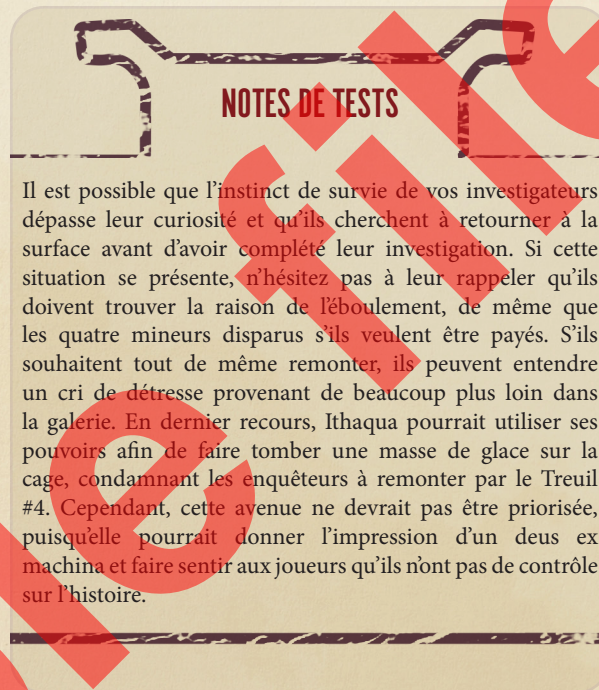 NOTES DE TESTS
Il est possible que l'instinct de survie de vos investigateurs
dépasse leur curiosité et qu'ils cherchent à retourner à la
surface avant d'avoir complété leur investigation. Si cette
situation se présente, n'hésitez pas à leur rappeler qu'ils
doivent trouver la raison de l'éboulement, de même que
les quatre mineurs disparus s'ils veulent être payés. S'ils
souhaitent tout de même remonter, ils peuvent entendre
un cri de détresse provenant de beaucoup plus loin dans
la galerie. En dernier recours, Ithaqua pourrait utiliser ses
pouvoirs afin de faire tomber une masse de glace sur la
cage, condamnant les enquêteurs à remonter par le Treuil
#4. Cependant, cette avenue ne devrait pas être priorisée,
puisqu'elle pourrait donner l'impression d'un deus ex
machina et faire sentir aux joueurs qu'ils n'ont pas de contrôle
sur l'histoire.